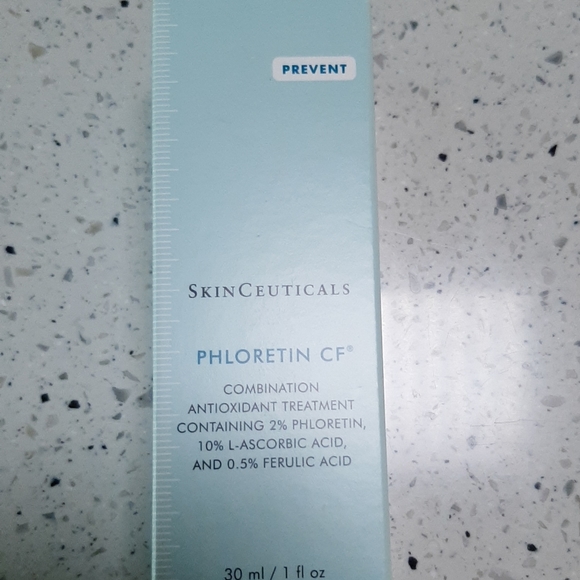 PREVENT
SKINCEUTICALS
PHLORETIN CF®
COMBINATION
ANTIOXIDANT TREATMENT
CONTAINING 2% PHLORETIN,
10% L-ASCORBIC ACID,
AND 0.5% FERULIC ACID
30 ml / 1 fl oz